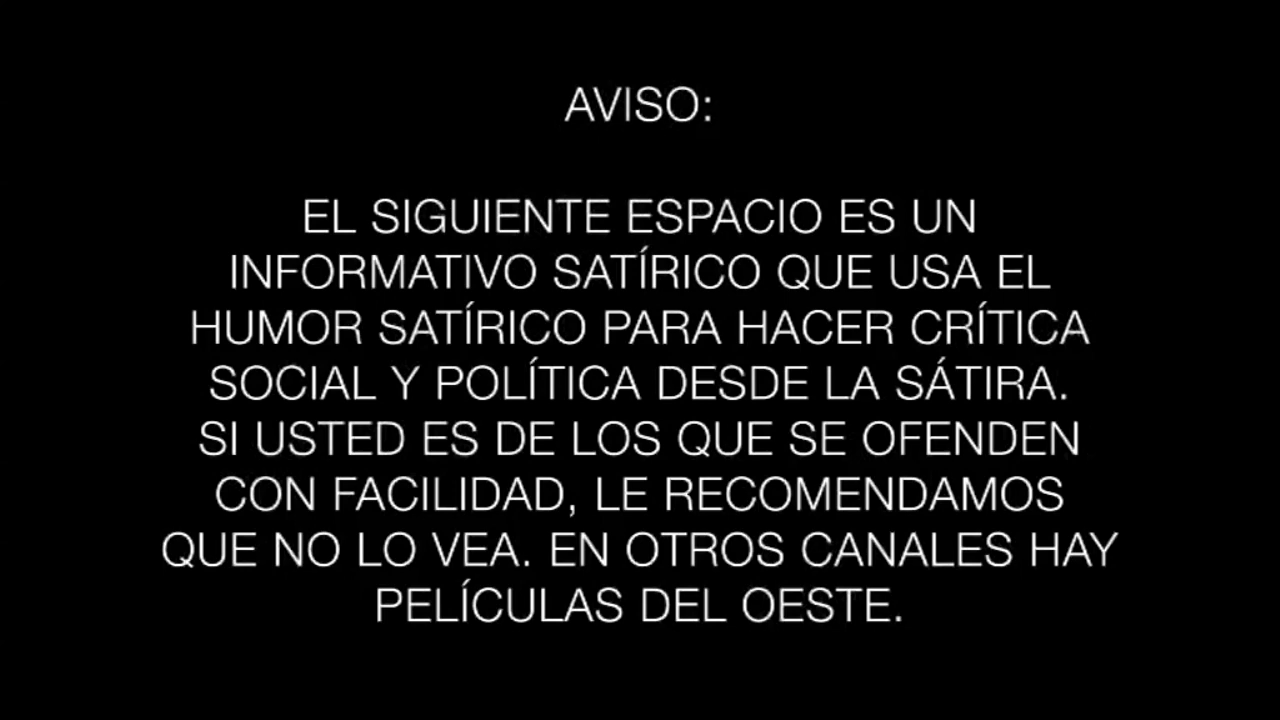 AVISO:
EL SIGUIENTE ESPACIO ES UN
INFORMATIVO SATÍRICO QUE USA EL
HUMOR SATÍRICO PARA HACER CRÍTICA
SOCIAL Y POLÍTICA DESDE LA SÁTIRA.
SI USTED ES DE LOS QUE SE OFENDEN
CON FACILIDAD, LE RECOMENDAMOS
QUE NO LO VEA. EN OTROS CANALES HAY
PELÍCULAS DEL OESTE.